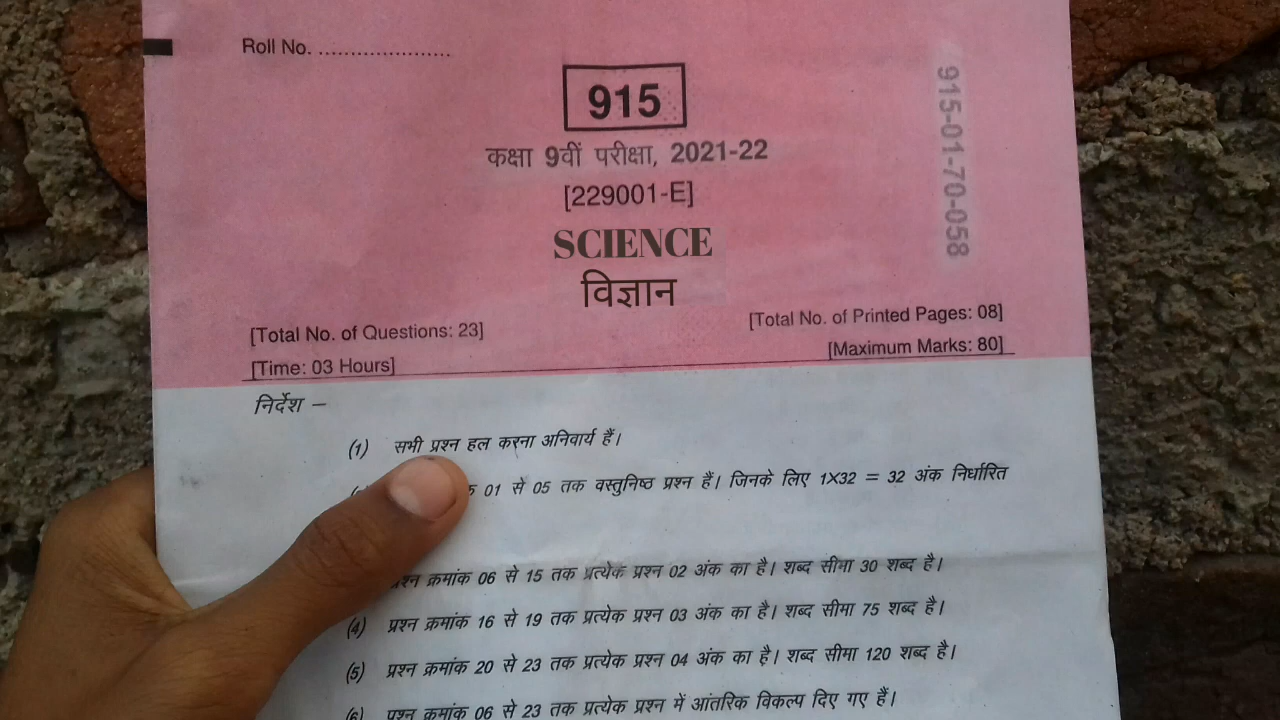 Roll No. .....................
915
915-01-70-058
कक्षा 9वीं परीक्षा, 2021-22
[229001-E]
SCIENCE
विज्ञान
[Total No. of Questions: 23]
[Total No. of Printed Pages: 08]
[Time: 03 Hours]
[Maximum Marks: 80]
निर्देश –
(1) सभी प्रश्न हल करना अनिवार्य हैं।
01 से 05 तक वस्तुनिष्ठ प्रश्न हैं। जिनके लिए 1X32 = 32 अंक निर्धारित
प्रश्न क्रमांक 06 से 15 तक प्रत्येक प्रश्न 02 अंक का है। शब्द सीमा 30 शब्द है।
(4) प्रश्न क्रमांक 16 से 19 तक प्रत्येक प्रश्न 03 अंक का है। शब्द सीमा 75 शब्द है।
(5) प्रश्न क्रमांक 20 से 23 तक प्रत्येक प्रश्न 04 अंक का है। शब्द सीमा 120 शब्द है।
(6) प्रश्न क्रमांक 06 से 23 तक प्रत्येक प्रश्न में आंतरिक विकल्प दिए गए हैं।